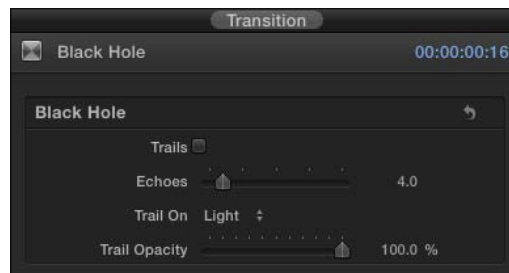 Transition
Black Hole 00:00:00:16
Black Hole
Trails
Echoes 4.0
Trail On Light
Trail Opacity 100.0 %